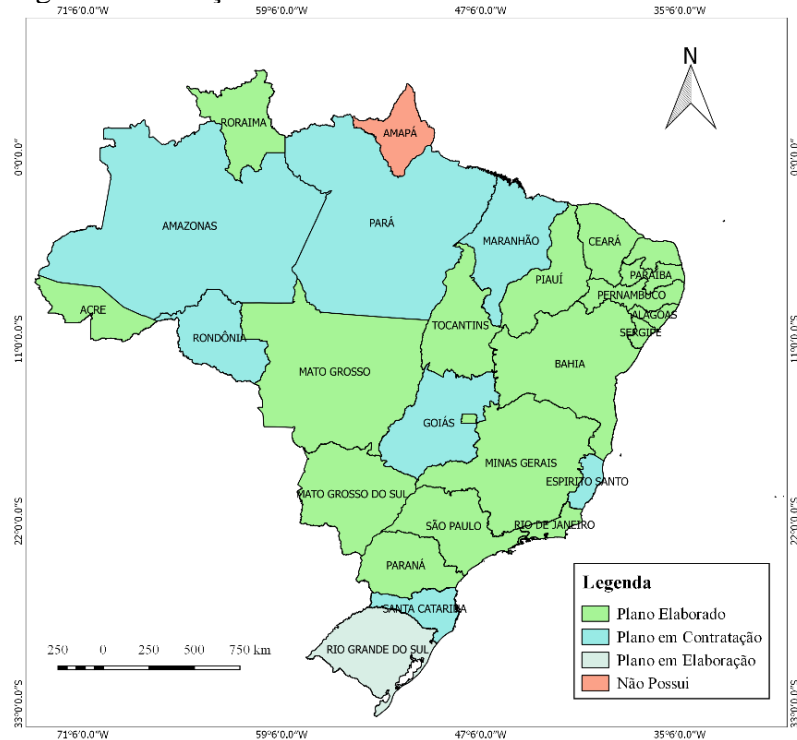 71°6'0.0"W 59°6'0.0"W 47°6'0.0"W 35°6'0.0"W
N
RORAIMA
AMAPÁ
0°0'0.0" 0°0'0.0"S
AMAZONAS
PARÁ
MARANHÃO
CEARÁ
PIAUÍ
PARAÍBA
PERNAMBUCO
ACRE
ALAGOAS
TOCANTINS
SERGIPE
RONDÔNIA
11°0'0.0"S 11°0'0.0"S
BAHIA
MATO GROSSO
GOIÁS
MINAS GERAIS
ESPIRITO SANTO
MATO GROSSO DO SUL
22°0'0.0"S 22°0'0.0"S
SÃO PAULO
RIO DE JANEIRO
PARANÁ
SANTA CATARINA
RIO GRANDE DO SUL
Legenda
Plano Elaborado
Plano em Contratação
Plano em Elaboração
Não Possui
250 0 250 500 750 km
33°0'0.0"S 33°0'0.0"S
71°6'0.0"W 59°6'0.0"W 47°6'0.0"W 35°6'0.0"W